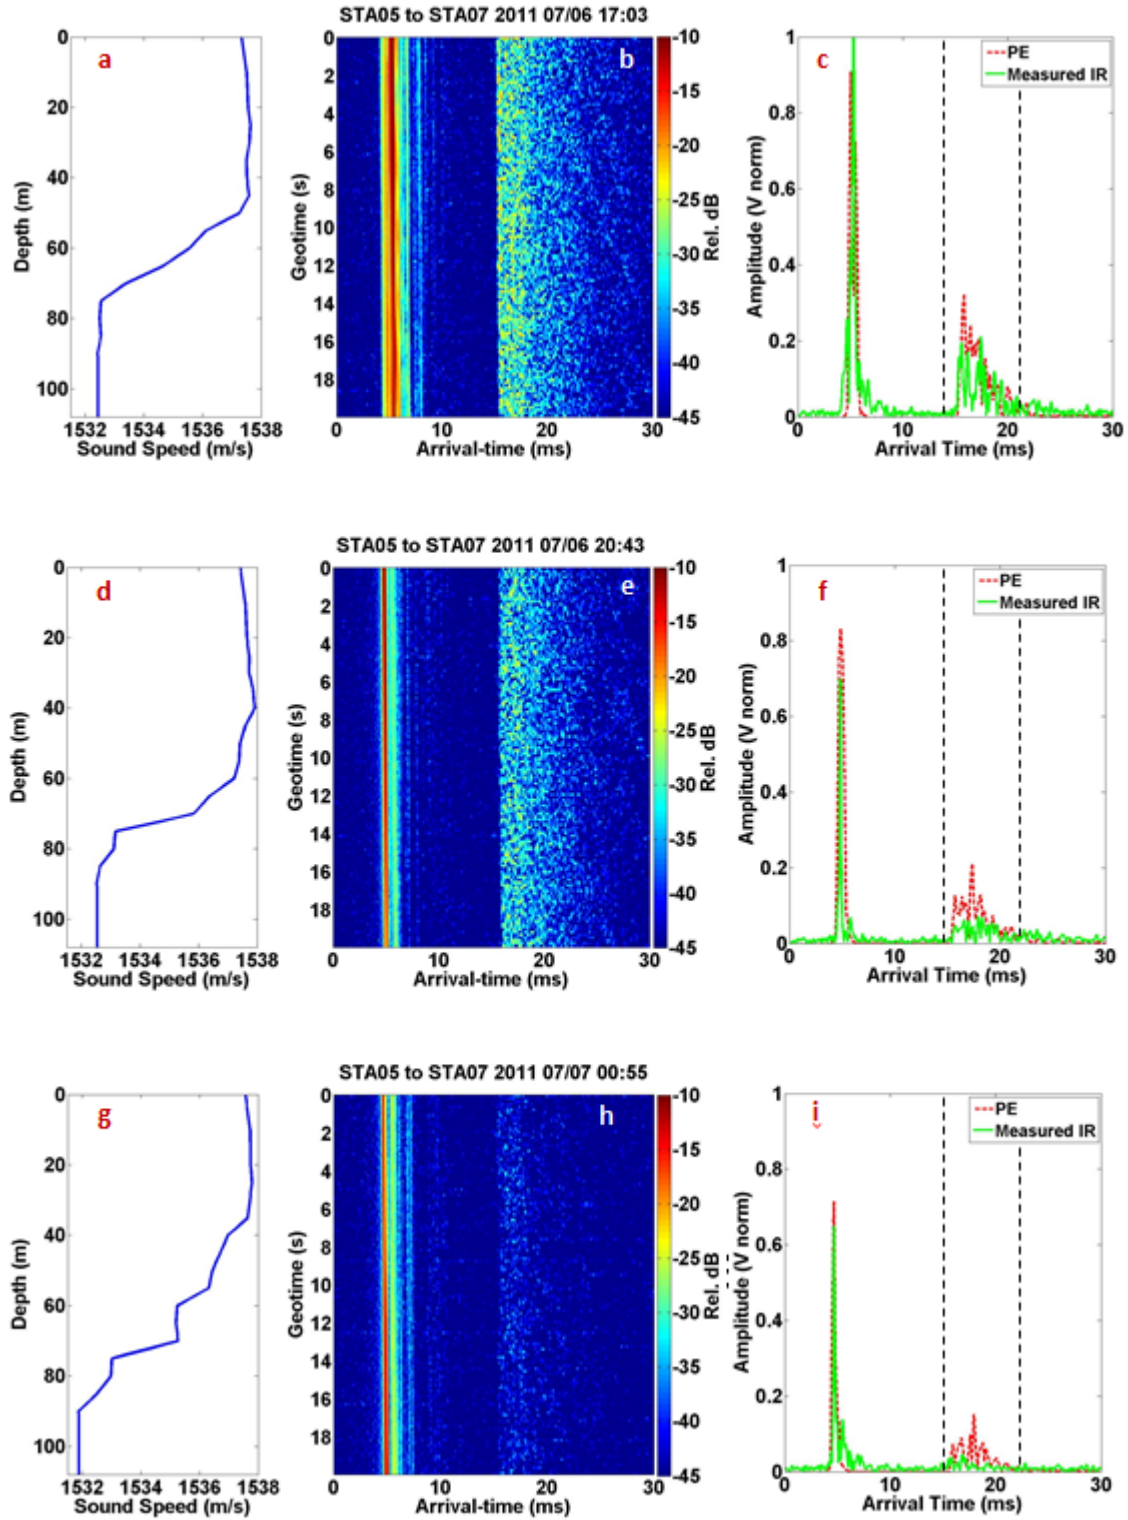 STA05 to STA07 2011 07/06 17:03
a
0
20
40
60
80
100
Depth (m)
1532 1534 1536 1538
Sound Speed (m/s)
b
0
2
4
6
8
10
12
14
16
18
Geotime (s)
0 10 20 30
Arrival-time (ms)
-10
-15
-20
-25
-30
-35
-40
-45
Rel. dB
c
PE
Measured IR
1
0.8
0.6
0.4
0.2
0
Amplitude (V norm)
0 10 20 30
Arrival Time (ms)
STA05 to STA07 2011 07/06 20:43
d
0
20
40
60
80
100
Depth (m)
1532 1534 1536 1538
Sound Speed (m/s)
e
0
2
4
6
8
10
12
14
16
18
Geotime (s)
0 10 20 30
Arrival-time (ms)
-10
-15
-20
-25
-30
-35
-40
-45
Rel. dB
f
PE
Measured IR
1
0.8
0.6
0.4
0.2
0
Amplitude (V norm)
0 10 20 30
Arrival Time (ms)
STA05 to STA07 2011 07/07 00:55
g
0
20
40
60
80
100
Depth (m)
1532 1534 1536 1538
Sound Speed (m/s)
h
0
2
4
6
8
10
12
14
16
18
Geotime (s)
0 10 20 30
Arrival-time (ms)
-10
-15
-20
-25
-30
-35
-40
-45
Rel. dB
i
PE
Measured IR
1
0.8
0.6
0.4
0.2
0
Amplitude (V norm)
0 10 20 30
Arrival Time (ms)